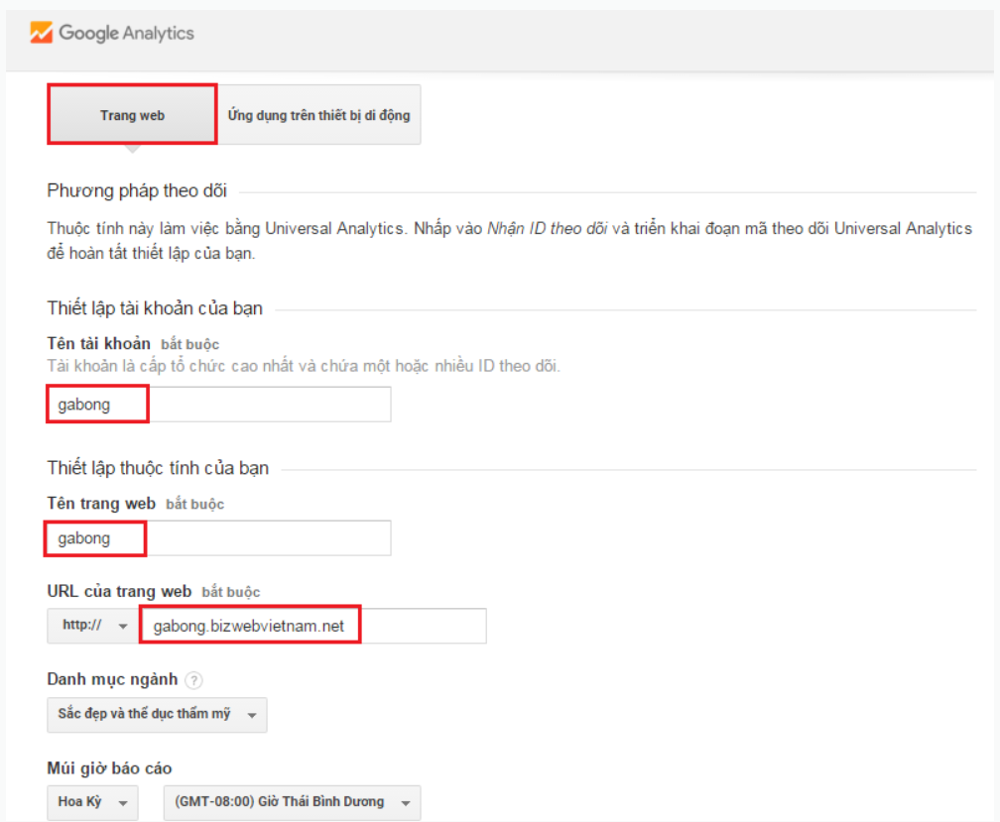 Google Analytics
Trang web
Ứng dụng trên thiết bị di động
Phương pháp theo dõi
Thuộc tính này làm việc bằng Universal Analytics. Nhấp vào Nhận ID theo dõi và triển khai đoạn mã theo dõi Universal Analytics
để hoàn tất thiết lập của bạn.
Thiết lập tài khoản của bạn
Tên tài khoản bắt buộc
Tài khoản là cấp tổ chức cao nhất và chứa một hoặc nhiều ID theo dõi.
gabong
Thiết lập thuộc tính của bạn
Tên trang web bắt buộc
gabong
URL của trang web bắt buộc
http:// gabong.bizwebvietnam.net
Danh mục ngành ?
Sắc đẹp và thể dục thẩm mỹ
Múi giờ báo cáo
Hoa Kỳ (GMT-08:00) Giờ Thái Bình Dương